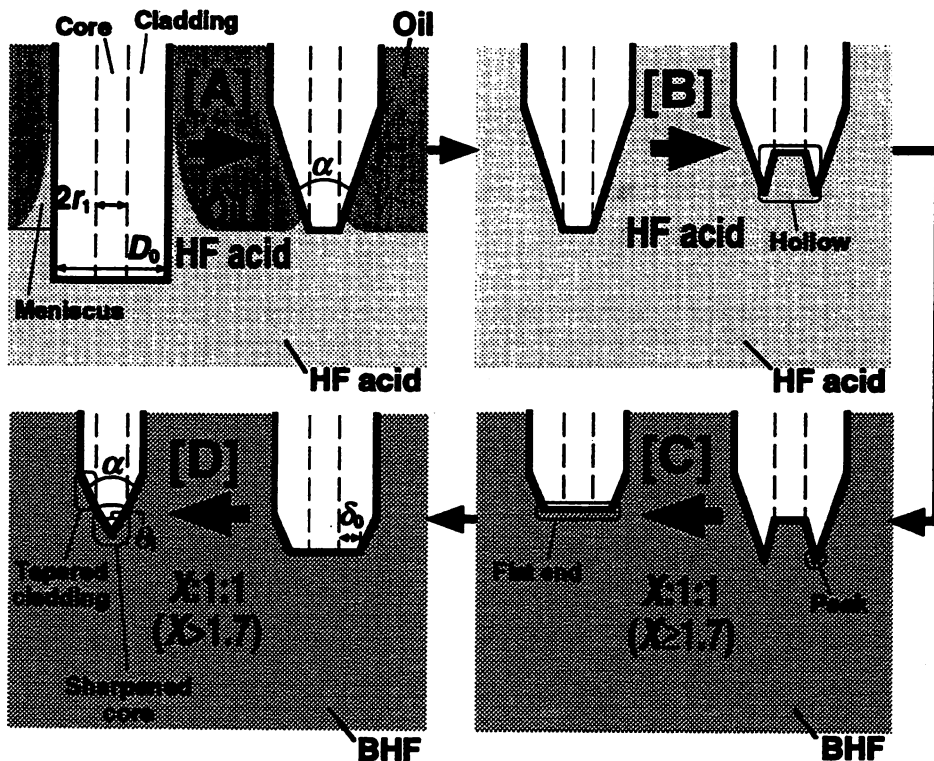 Core
Cladding
Oil
[A]
α
Oil
2r₁
HF acid
D₀
Meniscus
HF acid
[B]
HF acid
Hollow
HF acid
[D]
α
δ₀
θ
Tapered
cladding
X:1:1
(X>1.7)
Sharpened
core
BHF
[C]
Flat end
Peak
X:1:1
(X≥1.7)
BHF